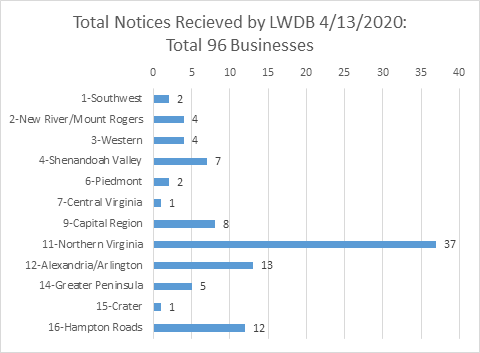 Total Notices Recieved by LWDB 4/13/2020:
Total 96 Businesses
0 5 10 15 20 25 30 35 40
1-Southwest 2
2-New River/Mount Rogers 4
3-Western 4
4-Shenandoah Valley 7
6-Piedmont 2
7-Central Virginia 1
9-Capital Region 8
11-Northern Virginia 37
12-Alexandria/Arlington 13
14-Greater Peninsula 5
15-Crater 1
16-Hampton Roads 12